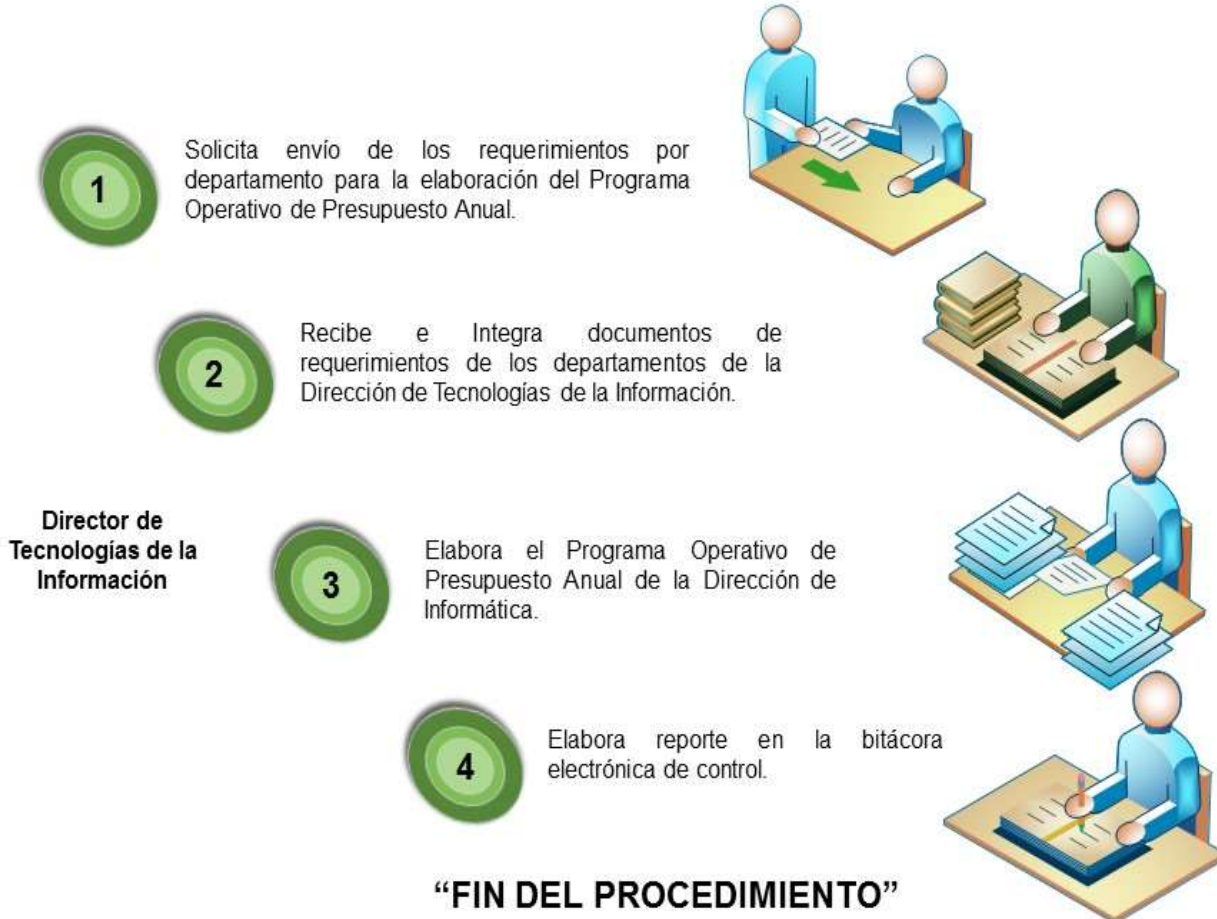 1
Solicita envío de los requerimientos por
departamento para la elaboración del Programa
Operativo de Presupuesto Anual.
2
Recibe e Integra documentos de
requerimientos de los departamentos de la
Dirección de Tecnologías de la Información.
Director de
Tecnologías de la
Información
3
Elabora el Programa Operativo de
Presupuesto Anual de la Dirección de
Informática.
4
Elabora reporte en la bitácora
electrónica de control.
“FIN DEL PROCEDIMIENTO”